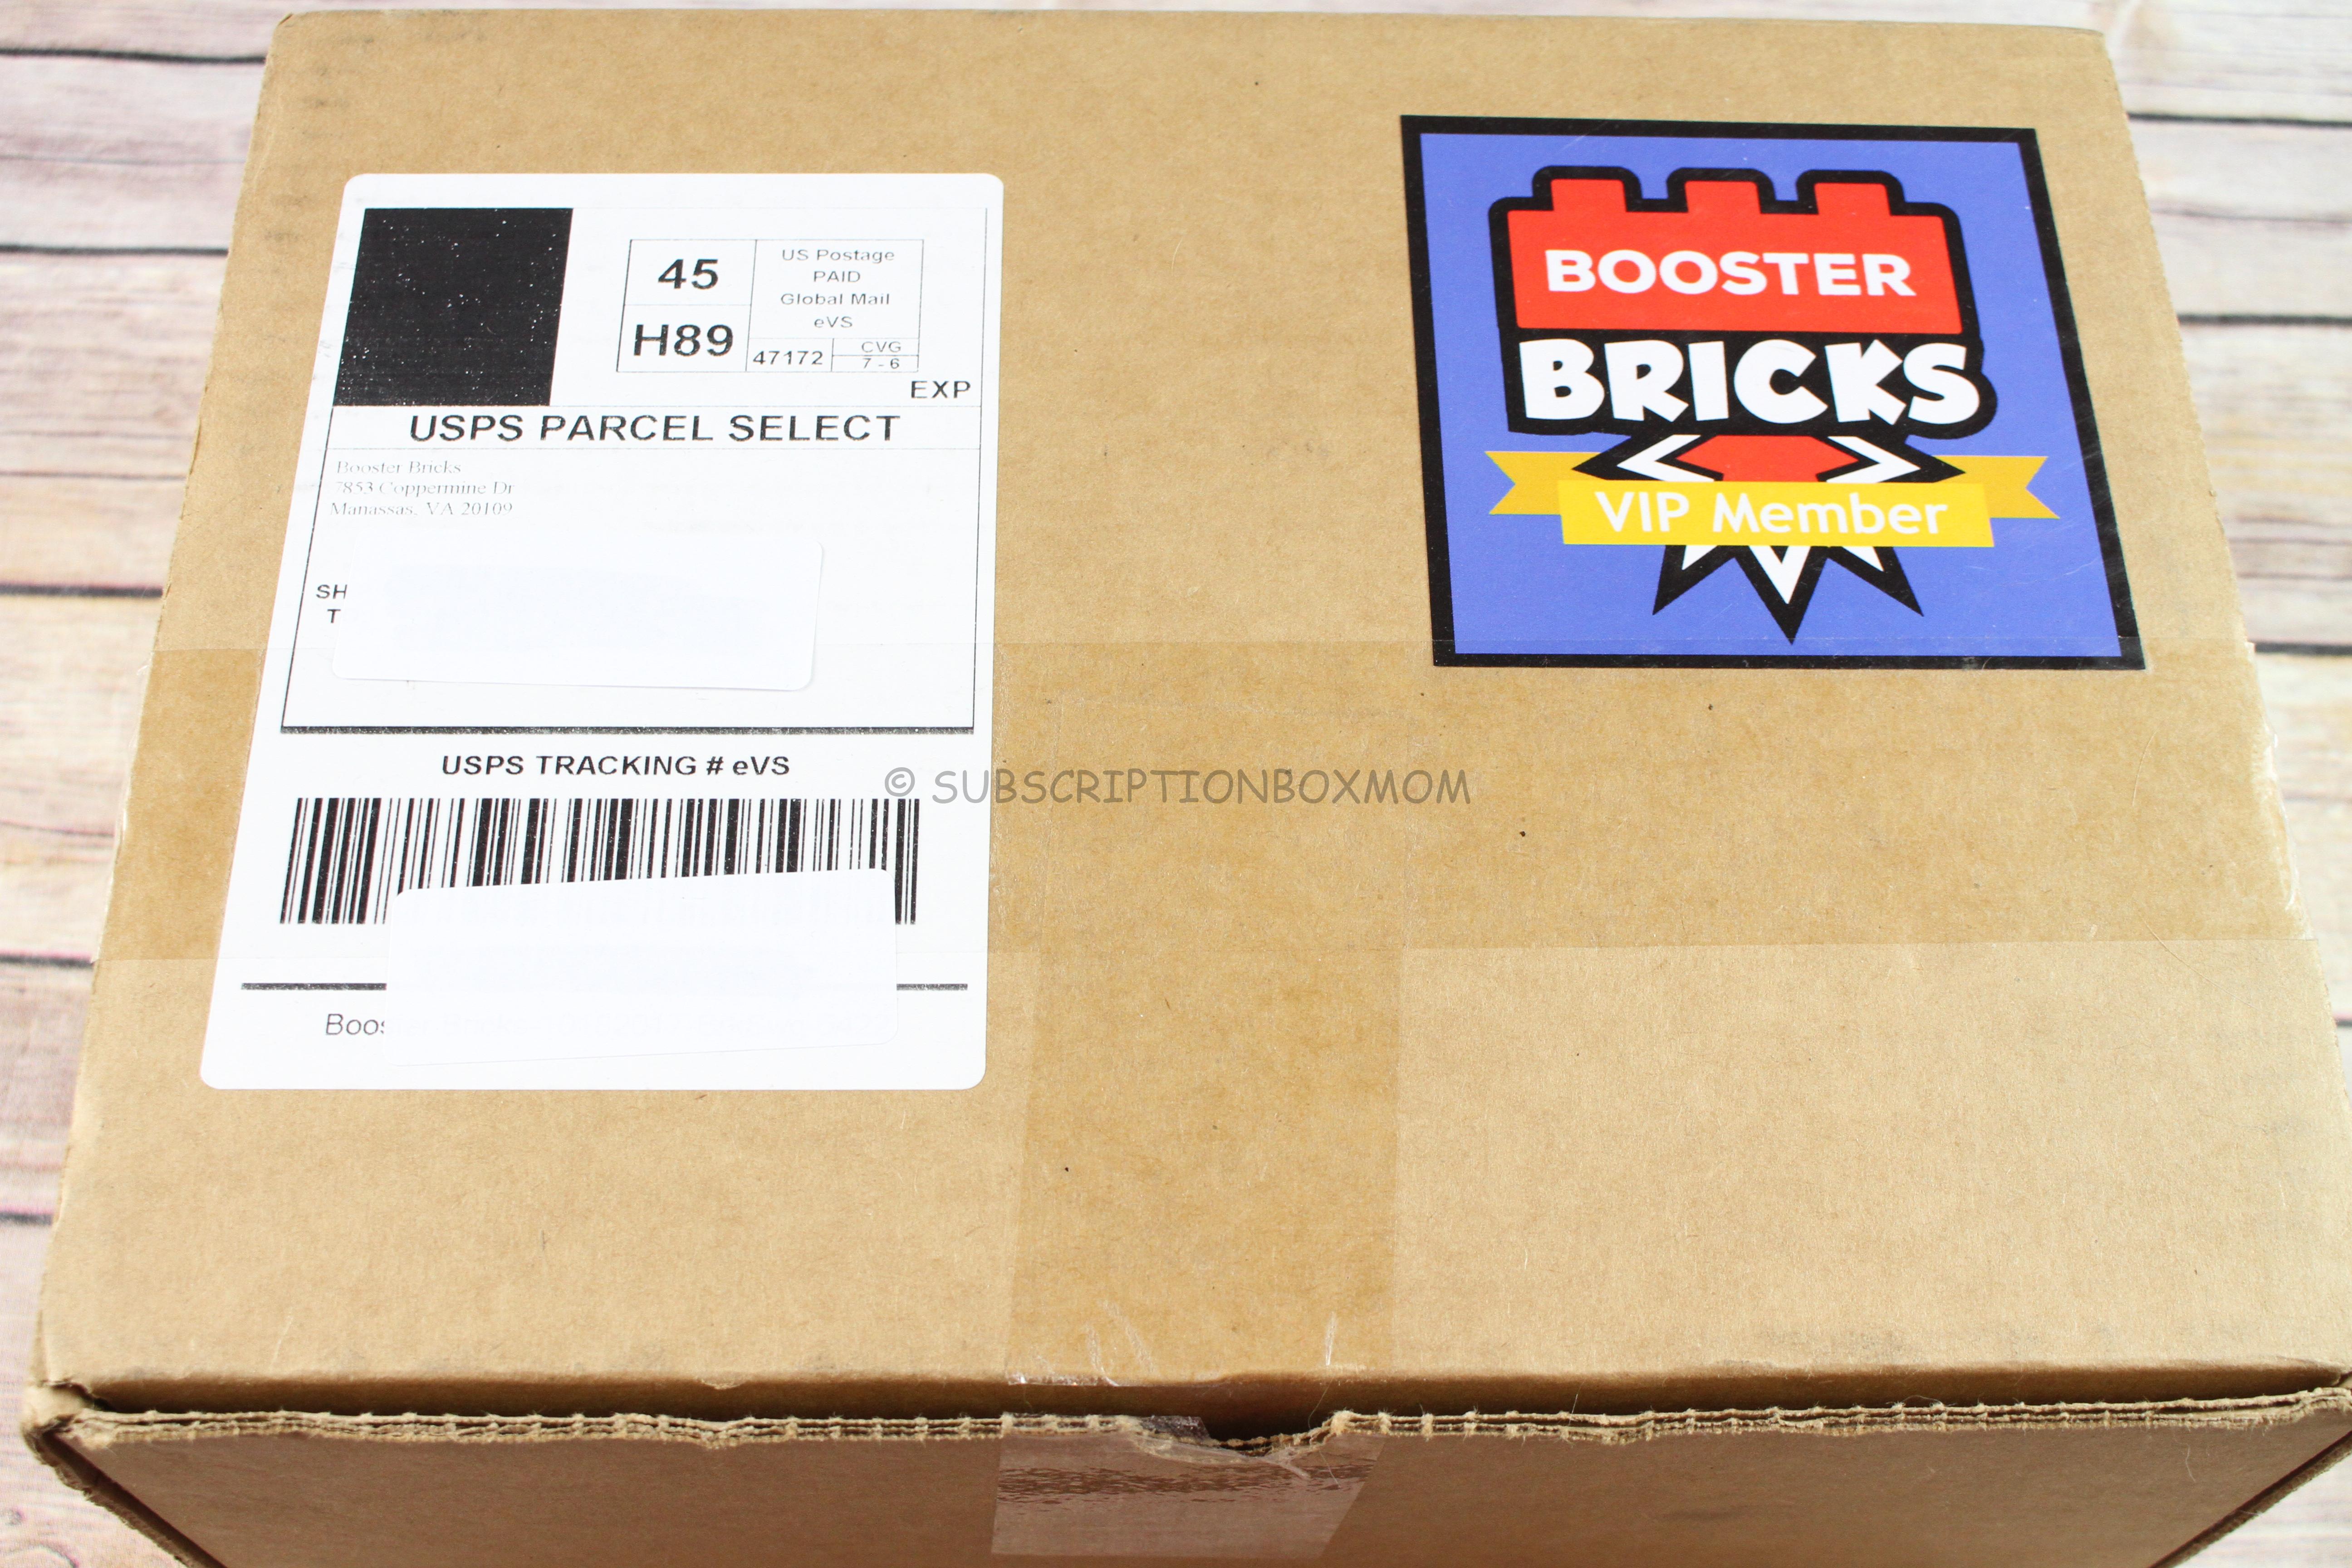 45
H89
US Postage
PAID
Global Mail
eVS
47172
CVG
7 - 6
EXP
USPS PARCEL SELECT
Booster Bricks
7853 Coppermine Dr
Manassas, VA 20109
SH
T
USPS TRACKING # eVS
Boos
BOOSTER
BRICKS
VIP Member
© SUBSCRIPTIONBOXMOM